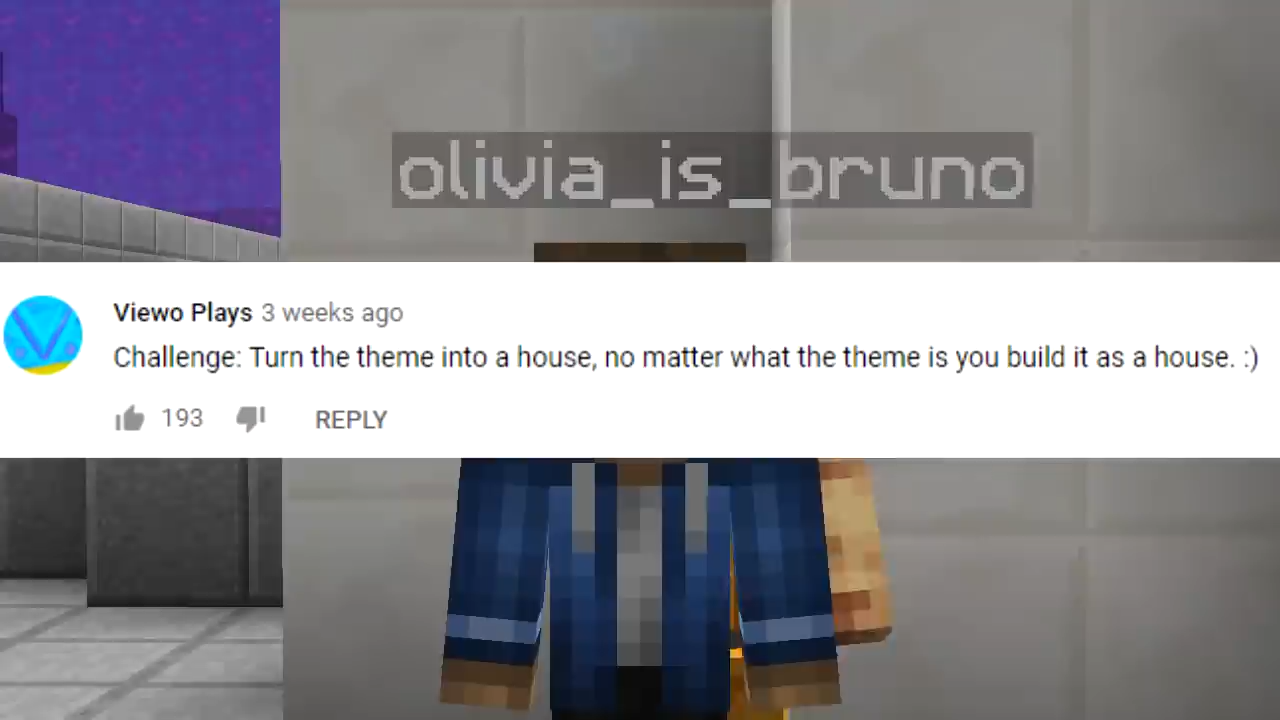 olivia_is_bruno
Viewo Plays 3 weeks ago
Challenge: Turn the theme into a house, no matter what the theme is you build it as a house. :)
193 REPLY